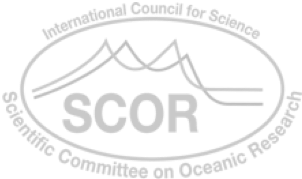 International Council for Science
SCOR
Scientific Committee on Oceanic Research